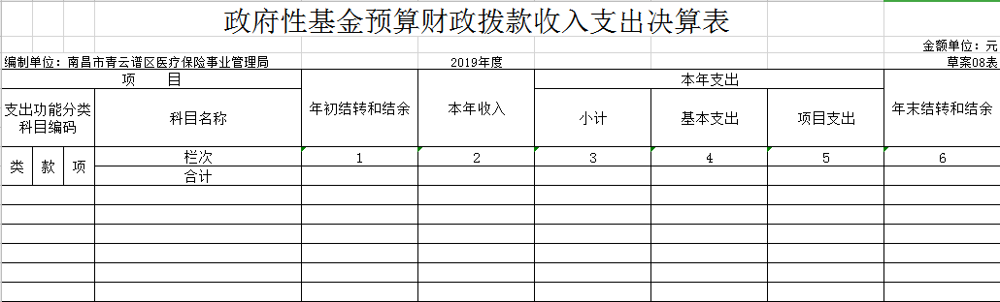 政府性基金预算财政拨款收入支出决算表
金额单位：元
编制单位：南昌市青云谱区医疗保险事业管理局 2019年度 草案08表
项 目 年初结转和结余 本年收入 本年支出 年末结转和结余
支出功能分类
科目编码 科目名称 小计 基本支出 项目支出
类 款 项 栏次 1 2 3 4 5 6
合计